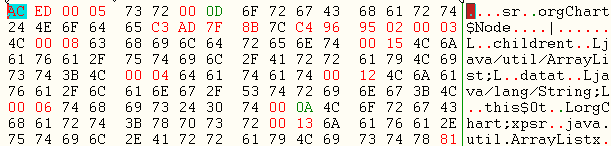 AC ED 00 05 73 72 00 0D 6F 72 67 43 68 61 72 74 ....sr..orgChart
24 4E 6F 64 65 C3 AD 7F 8B 7C C4 96 95 02 00 03 $Node....|......
4C 00 08 63 68 69 6C 64 72 65 6E 74 00 15 4C 6A L..childrent..Lj
61 76 61 2F 75 74 69 6C 2F 41 72 72 61 79 4C 69 ava/util/ArrayLi
73 74 3B 4C 00 04 64 61 74 61 74 00 12 4C 6A 61 st;L..datat..Lja
76 61 2F 6C 61 6E 67 2F 53 74 72 69 6E 67 3B 4C va/lang/String;L
00 06 74 68 69 73 24 30 74 00 0A 4C 6F 72 67 43 ..this$0t..LorgC
68 61 72 74 3B 78 70 73 72 00 13 6A 61 76 61 2E hart;xpsr..java.
75 74 69 6C 2E 41 72 72 61 79 4C 69 73 74 78 81 util.ArrayListx.